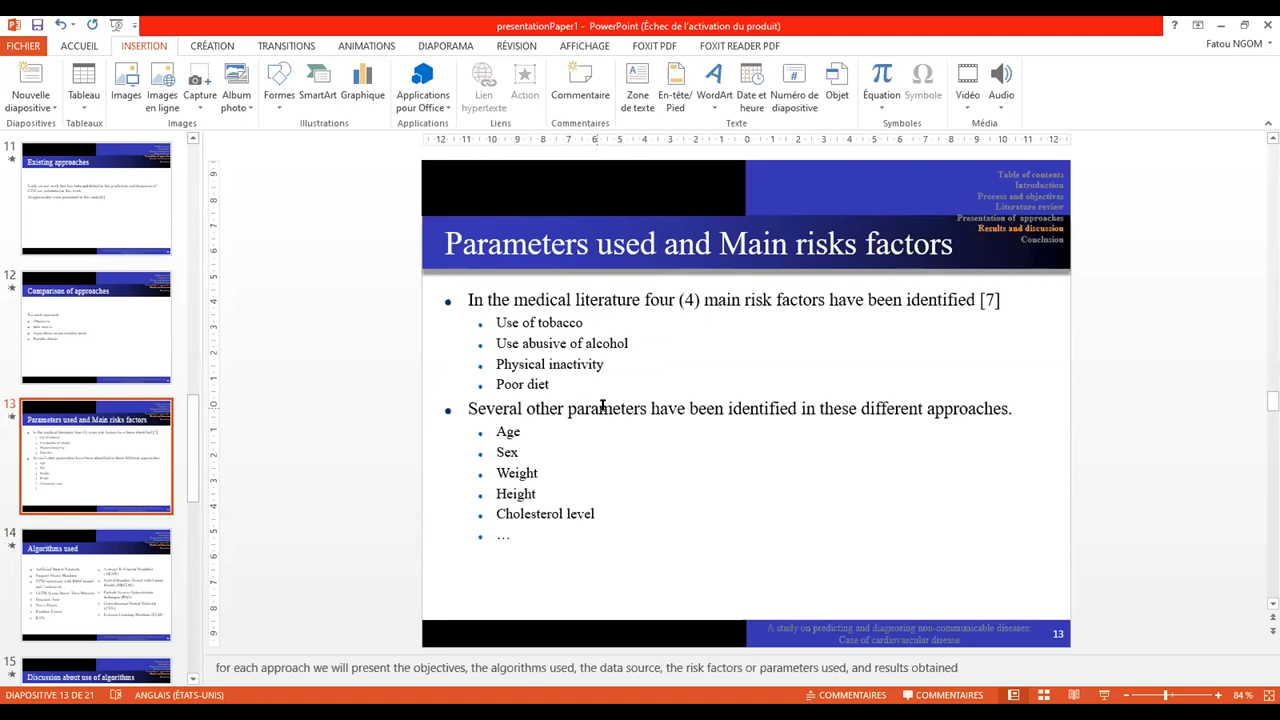 presentationPaper1 - PowerPoint (Échec de l'activation du produit)
FICHIER ACCUEIL INSERTION CRÉATION TRANSITIONS ANIMATIONS DIAPORAMA RÉVISION AFFICHAGE FOXIT PDF FOXIT READER PDF
Fatou NGOM
Nouvelle diapositive
Tableau
Images
Images en ligne
Capture
Album photo
Formes
SmartArt
Graphique
Applications pour Office
Lien hypertexte
Action
Commentaire
Zone de texte
En-tête/ Pied
WordArt
Date et heure
Numéro de diapositive
Objet
Équation
Symbole
Vidéo
Audio
Diapositives Tableaux Images Illustrations Applications Liens Commentaires Texte Symboles Média
11
Existing approaches
12
Comparison of approaches
13
Parameters used and Main risks factors
14
Algorithms used
15
Discussion about use of algorithms
Table of contents
Introduction
Process and objectives
Literature review
Presentation of approaches
Results and discussion
Conclusion
Parameters used and Main risks factors
In the medical literature four (4) main risk factors have been identified [7]
Use of tobacco
Use abusive of alcohol
Physical inactivity
Poor diet
Several other parameters have been identified in these different approaches.
Age
Sex
Weight
Height
Cholesterol level
…
A study on predicting and diagnosing non-communicable diseases:
Case of cardiovascular disease
13
for each approach we will present the objectives, the algorithms used, the data source, the risk factors or parameters used, and results obtained
DIAPOSITIVE 13 DE 21 ANGLAIS (ÉTATS-UNIS) COMMENTAIRES COMMENTAIRES 84 %